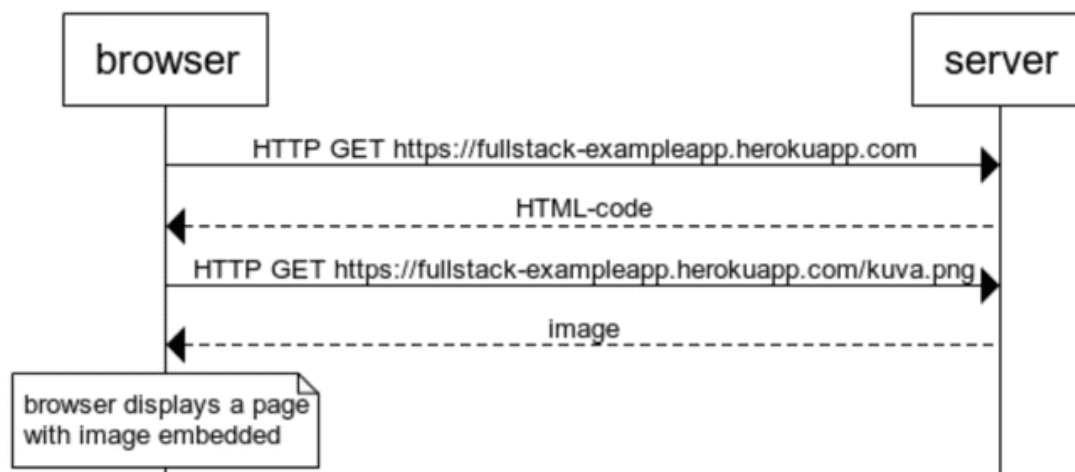 browser
server
HTTP GET https://fullstack-exampleapp.herokuapp.com
HTML-code
HTTP GET https://fullstack-exampleapp.herokuapp.com/kuva.png
image
browser displays a page
with image embedded